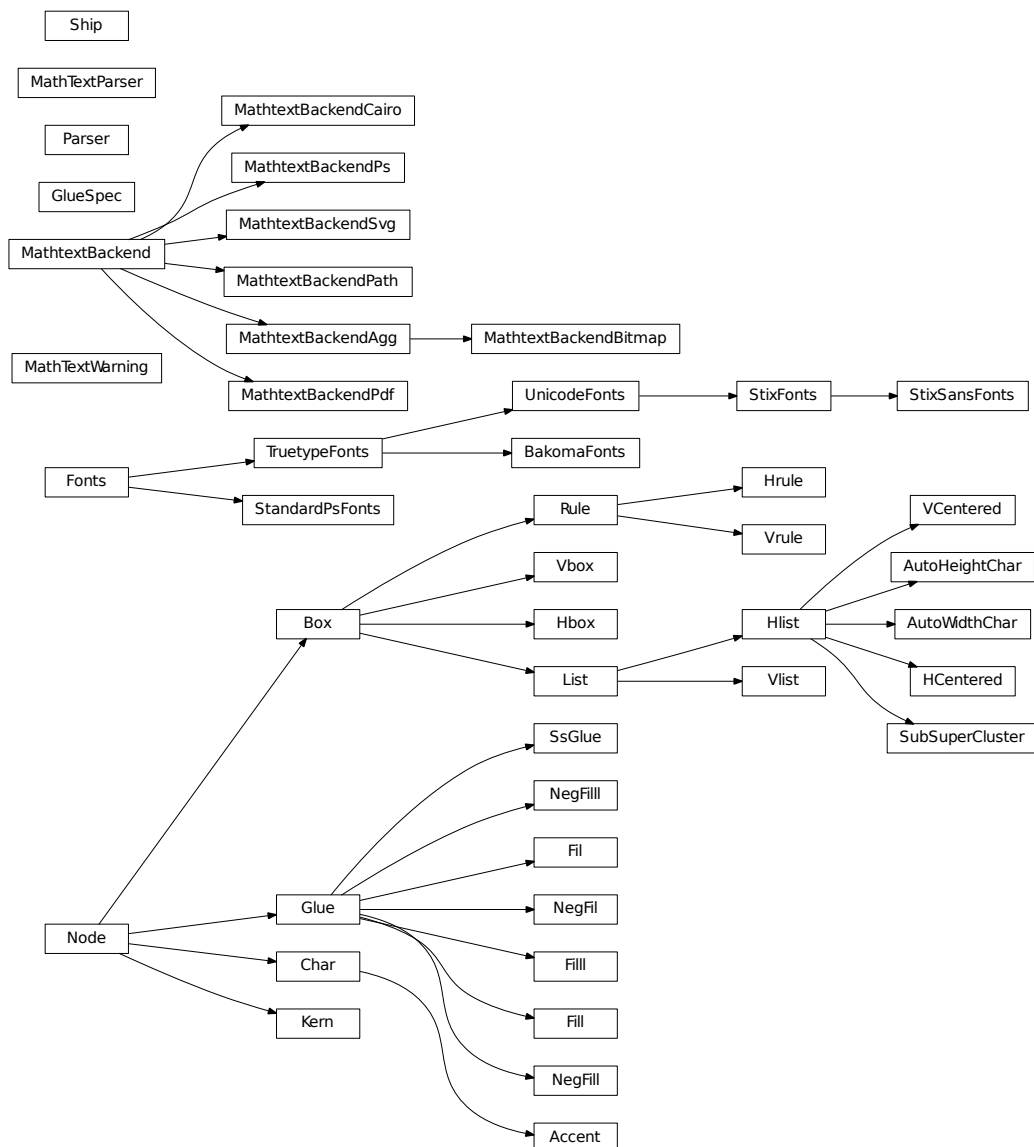 Ship
MathTextParser
Parser
GlueSpec
MathtextBackend
MathTextWarning
MathtextBackendCairo
MathtextBackendPs
MathtextBackendSvg
MathtextBackendPath
MathtextBackendAgg
MathtextBackendBitmap
MathtextBackendPdf
Fonts
TruetypeFonts
StandardPsFonts
UnicodeFonts
BakomaFonts
StixFonts
StixSansFonts
Node
Box
Rule
Hrule
Vrule
Vbox
Hbox
List
Hlist
Vlist
VCentered
AutoHeightChar
AutoWidthChar
HCentered
SubSuperCluster
Glue
SsGlue
NegFilll
Fil
NegFil
Filll
Fill
NegFill
Char
Accent
Kern